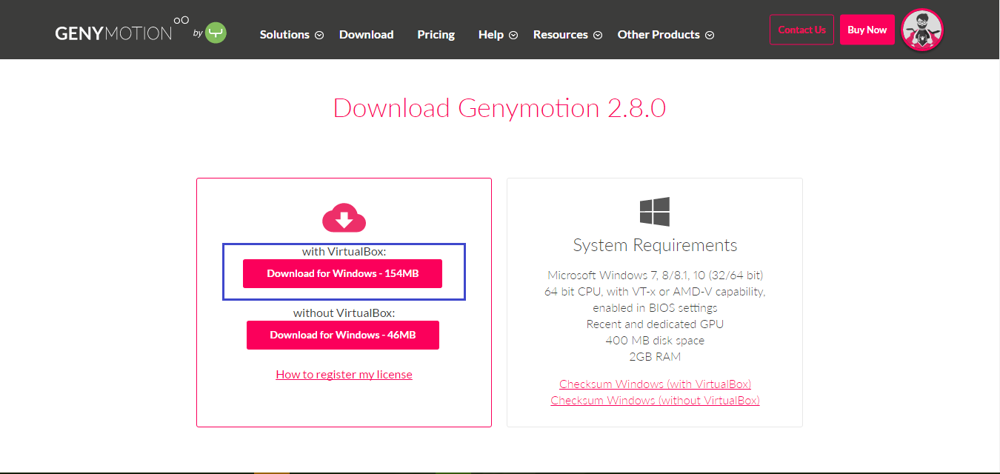 GENYMOTION by
Solutions Download Pricing Help Resources Other Products Contact Us Buy Now
Download Genymotion 2.8.0
with VirtualBox:
Download for Windows - 154MB
without VirtualBox:
Download for Windows - 46MB
How to register my license
System Requirements
Microsoft Windows 7, 8/8.1, 10 (32/64 bit)
64 bit CPU, with VT-x or AMD-V capability,
enabled in BIOS settings
Recent and dedicated GPU
400 MB disk space
2GB RAM
Checksum Windows (with VirtualBox)
Checksum Windows (without VirtualBox)